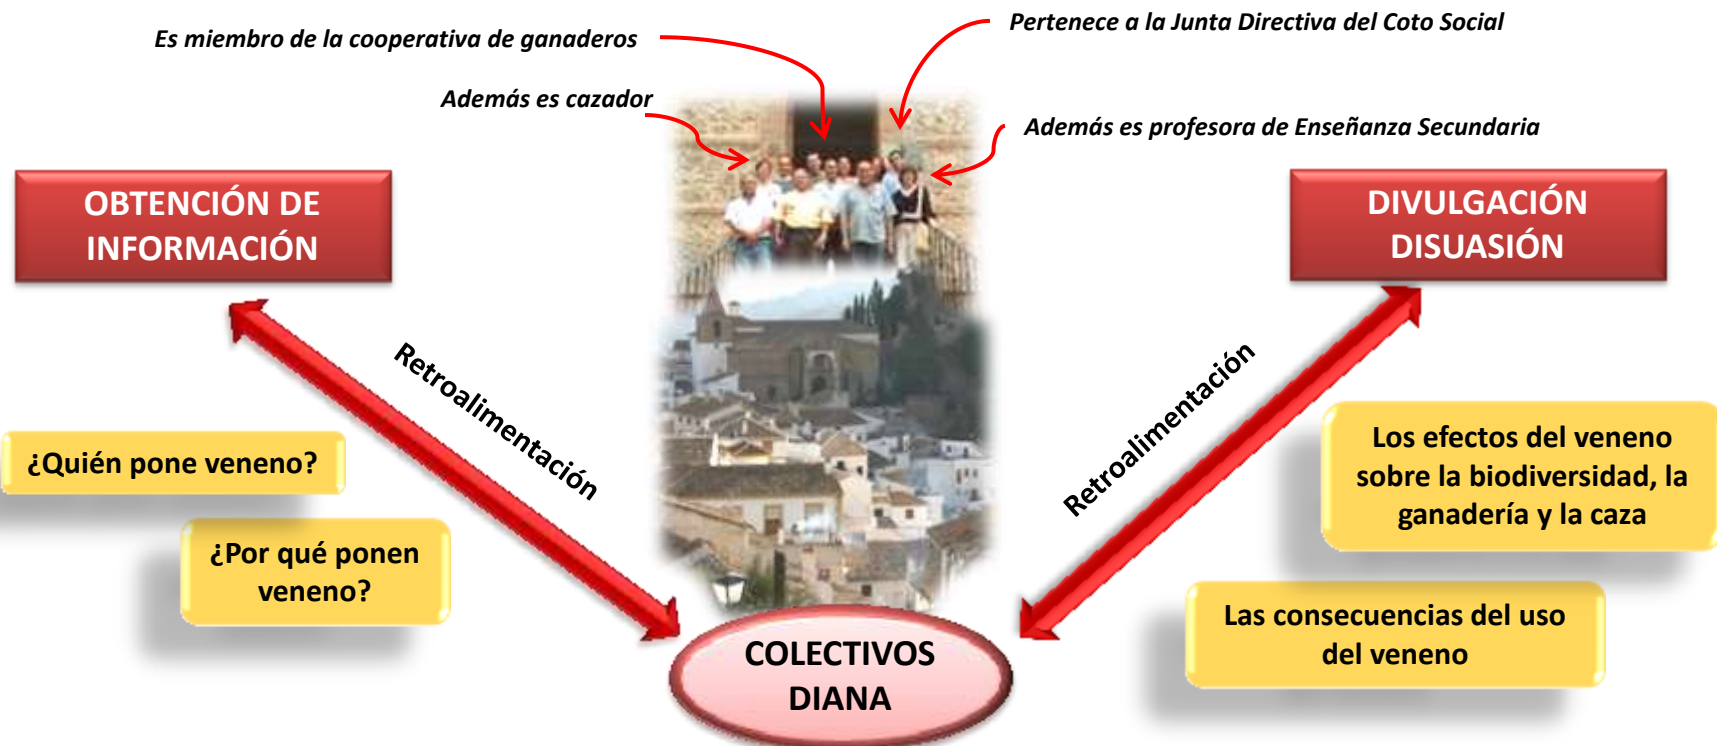 Es miembro de la cooperativa de ganaderos
Pertenece a la Junta Directiva del Coto Social
Además es cazador
Además es profesora de Enseñanza Secundaria
OBTENCIÓN DE
INFORMACIÓN
DIVULGACIÓN
DISUASIÓN
Retroalimentación
Retroalimentación
¿Quién pone veneno?
¿Por qué ponen
veneno?
Los efectos del veneno
sobre la biodiversidad, la
ganadería y la caza
Las consecuencias del uso
del veneno
COLECTIVOS
DIANA